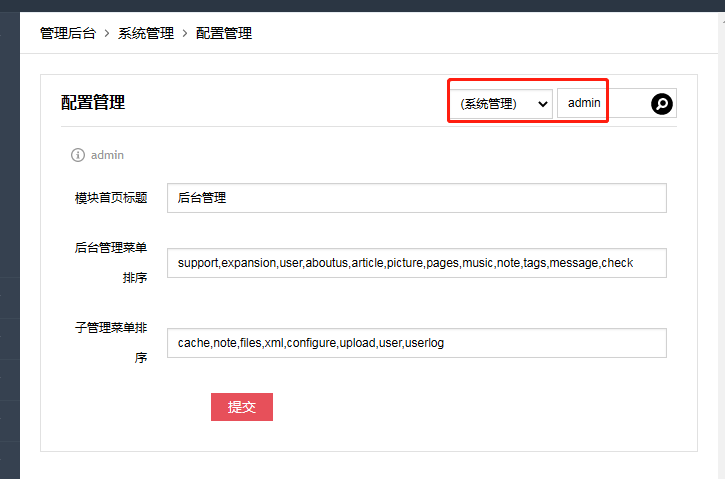 管理后台 > 系统管理 > 配置管理
配置管理 (系统管理) admin
admin
模块首页标题 后台管理
后台管理菜单
排序
support,expansion,user,aboutus,article,picture,pages,music,note,tags,message,check
子管理菜单排
序
cache,note,files,xml,configure,upload,user,userlog
提交